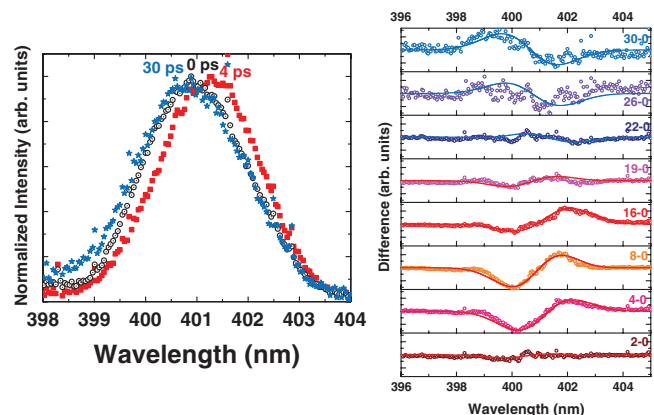 30 ps
0 ps
4 ps
Normalized Intensity (arb. units)
398 399 400 401 402 403 404
Wavelength (nm)
396 398 400 402 404
30-0
26-0
22-0
19-0
16-0
8-0
4-0
2-0
Difference (arb. units)
396 398 400 402 404
Wavelength (nm)